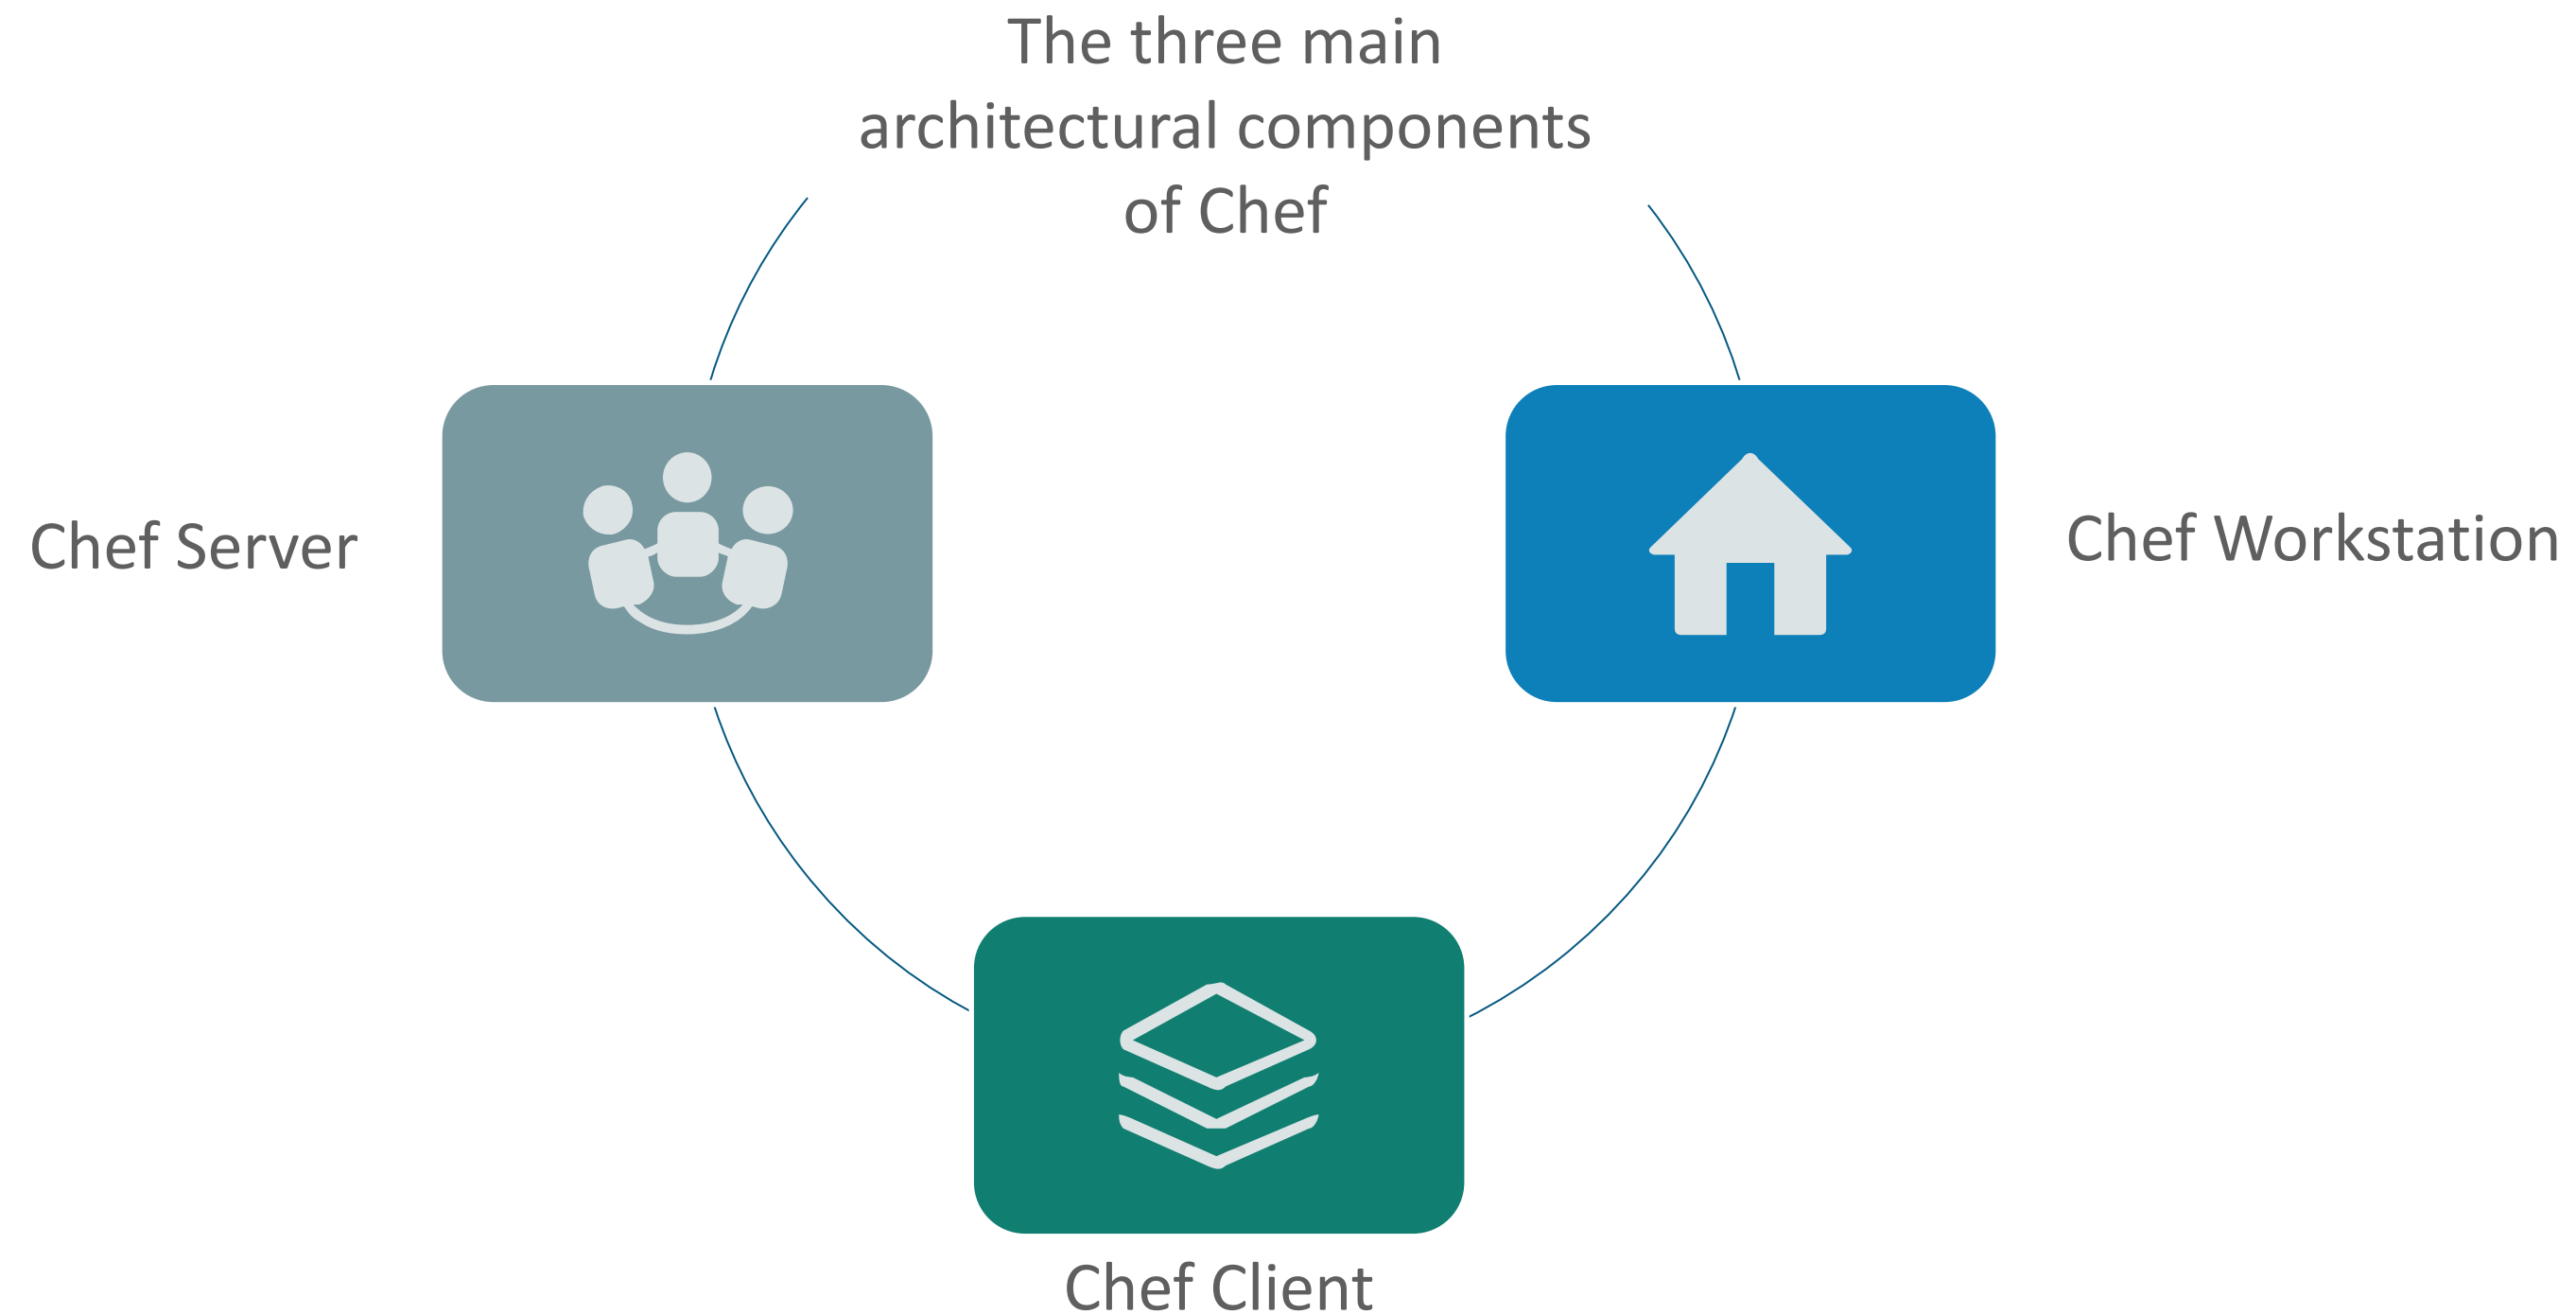 The three main
architectural components
of Chef
Chef Server
Chef Workstation
Chef Client